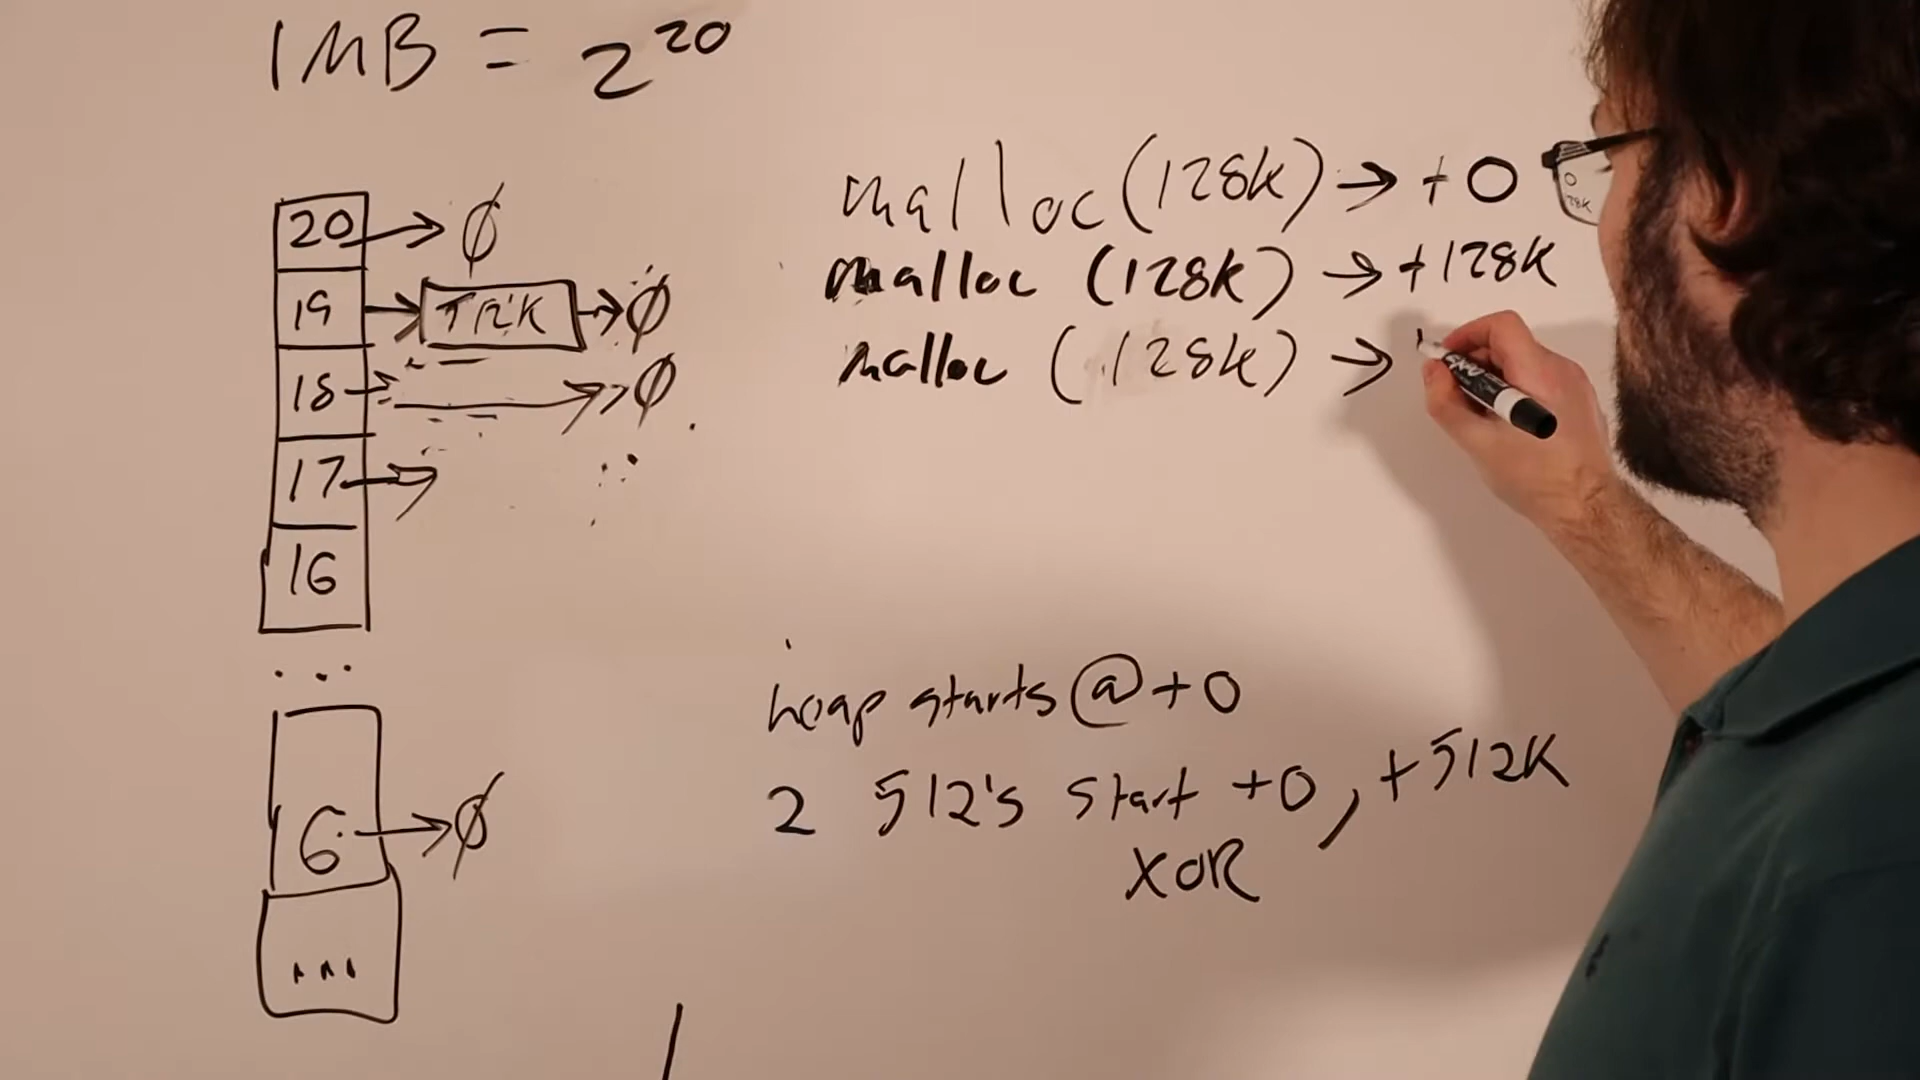 1MB = 2^20
malloc (128k) → +0
malloc (128k) → +128k
malloc (128k) →
20 → ∅
19 → → ∅
18 → → ∅
17 →
16
...
6 → ∅
...
heap starts @ +0
2 512's start +0, +512K
XOR